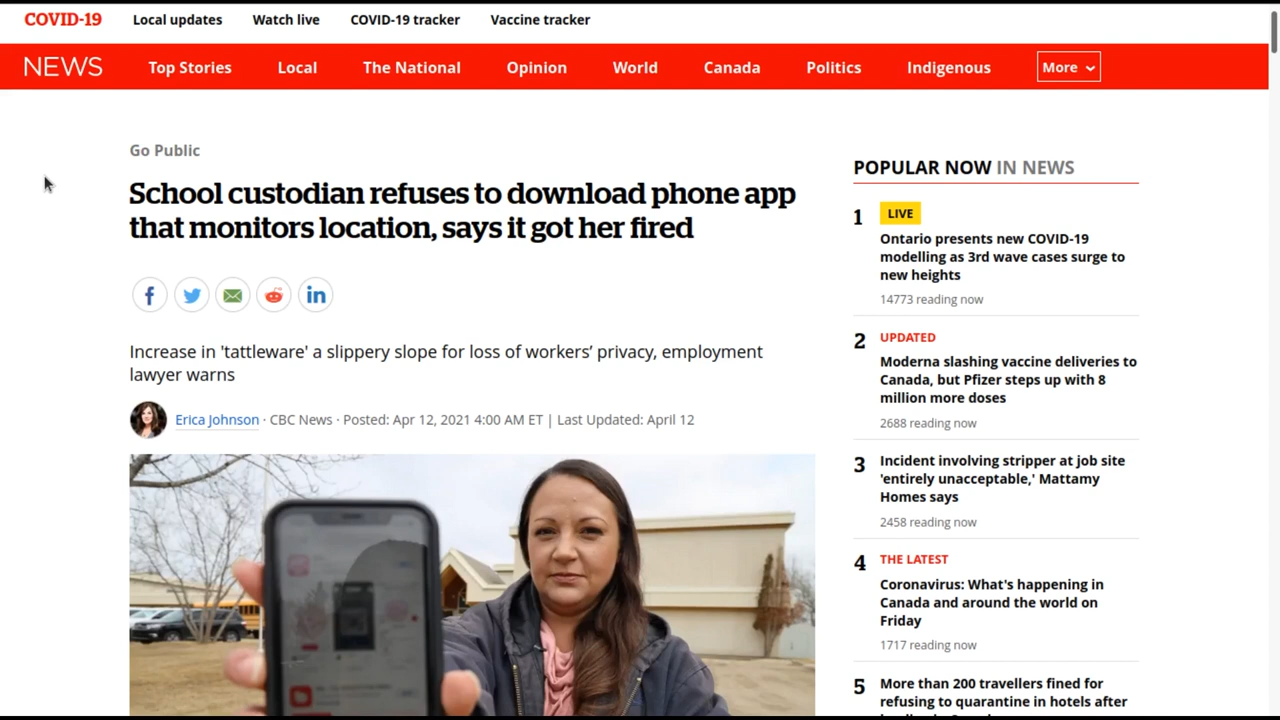 COVID-19 Local updates Watch live COVID-19 tracker Vaccine tracker
NEWS Top Stories Local The National Opinion World Canada Politics Indigenous More
Go Public
School custodian refuses to download phone app
that monitors location, says it got her fired
Increase in 'tattleware' a slippery slope for loss of workers’ privacy, employment
lawyer warns
Erica Johnson · CBC News · Posted: Apr 12, 2021 4:00 AM ET | Last Updated: April 12
POPULAR NOW IN NEWS
1 LIVE
Ontario presents new COVID-19
modelling as 3rd wave cases surge to
new heights
14773 reading now
2 UPDATED
Moderna slashing vaccine deliveries to
Canada, but Pfizer steps up with 8
million more doses
2688 reading now
3 Incident involving stripper at job site
'entirely unacceptable,' Mattamy
Homes says
2458 reading now
4 THE LATEST
Coronavirus: What's happening in
Canada and around the world on
Friday
1717 reading now
5 More than 200 travellers fined for
refusing to quarantine in hotels after